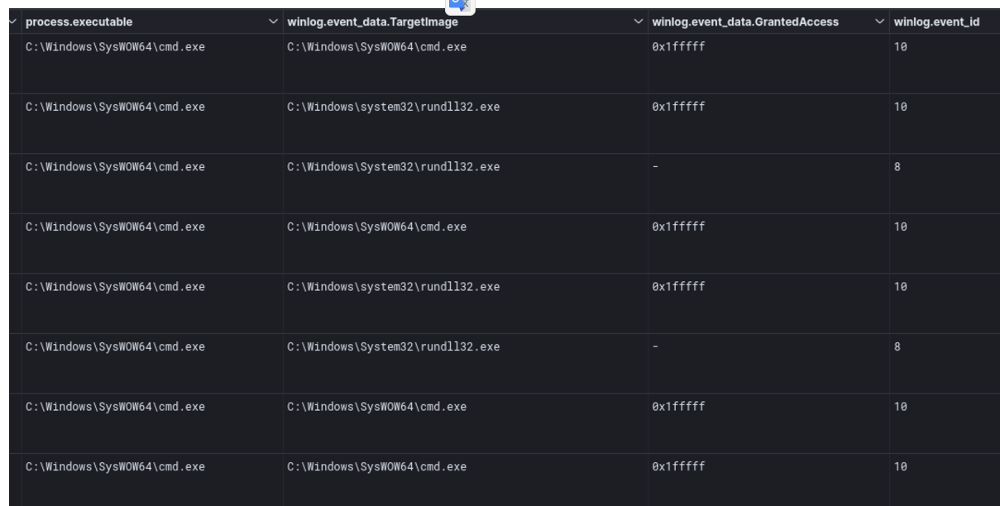 process.executable winlog.event_data.TargetImage winlog.event_data.GrantedAccess winlog.event_id
C:\Windows\SysWOW64\cmd.exe C:\Windows\SysWOW64\cmd.exe 0x1fffff 10
C:\Windows\SysWOW64\cmd.exe C:\Windows\system32\rundll32.exe 0x1fffff 10
C:\Windows\SysWOW64\cmd.exe C:\Windows\System32\rundll32.exe - 8
C:\Windows\SysWOW64\cmd.exe C:\Windows\SysWOW64\cmd.exe 0x1fffff 10
C:\Windows\SysWOW64\cmd.exe C:\Windows\system32\rundll32.exe 0x1fffff 10
C:\Windows\SysWOW64\cmd.exe C:\Windows\System32\rundll32.exe - 8
C:\Windows\SysWOW64\cmd.exe C:\Windows\SysWOW64\cmd.exe 0x1fffff 10
C:\Windows\SysWOW64\cmd.exe C:\Windows\SysWOW64\cmd.exe 0x1fffff 10